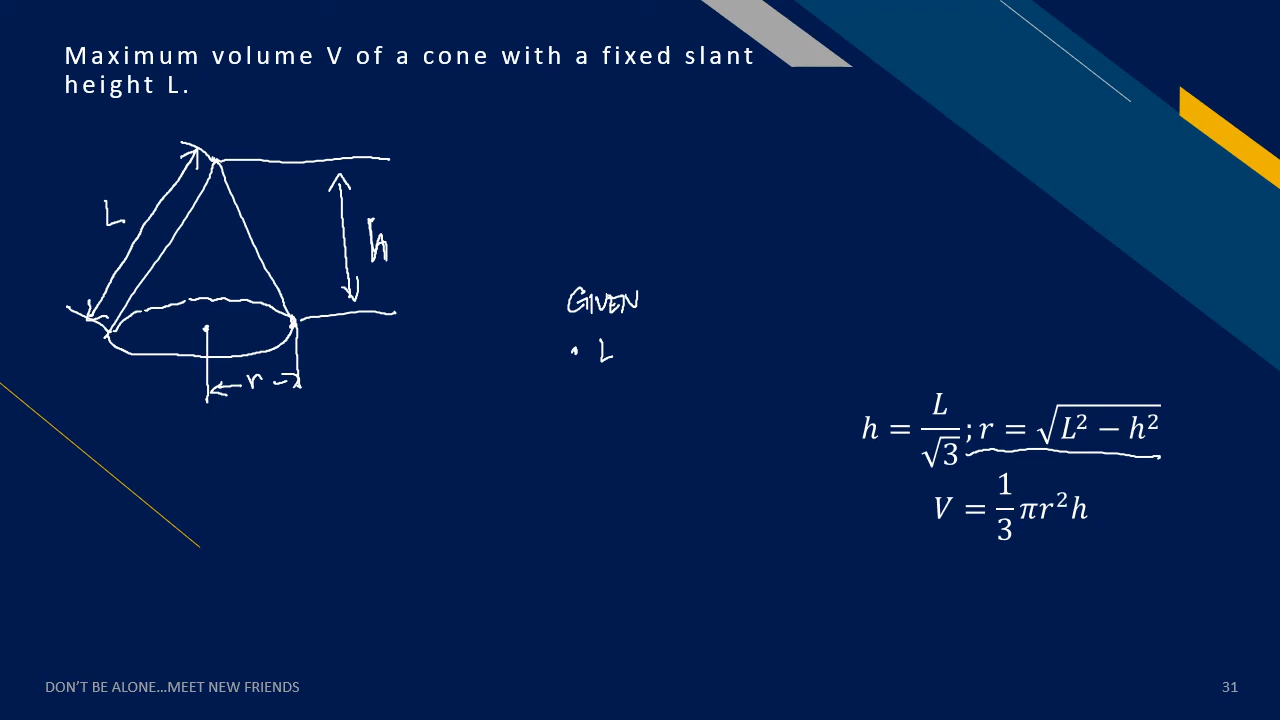 Maximum volume V of a cone with a fixed slant
height L.
L
h
r
GIVEN
• L
h = L/√3 ; r = √(L² − h²)
V = 1/3 πr²h
DON'T BE ALONE…MEET NEW FRIENDS
31